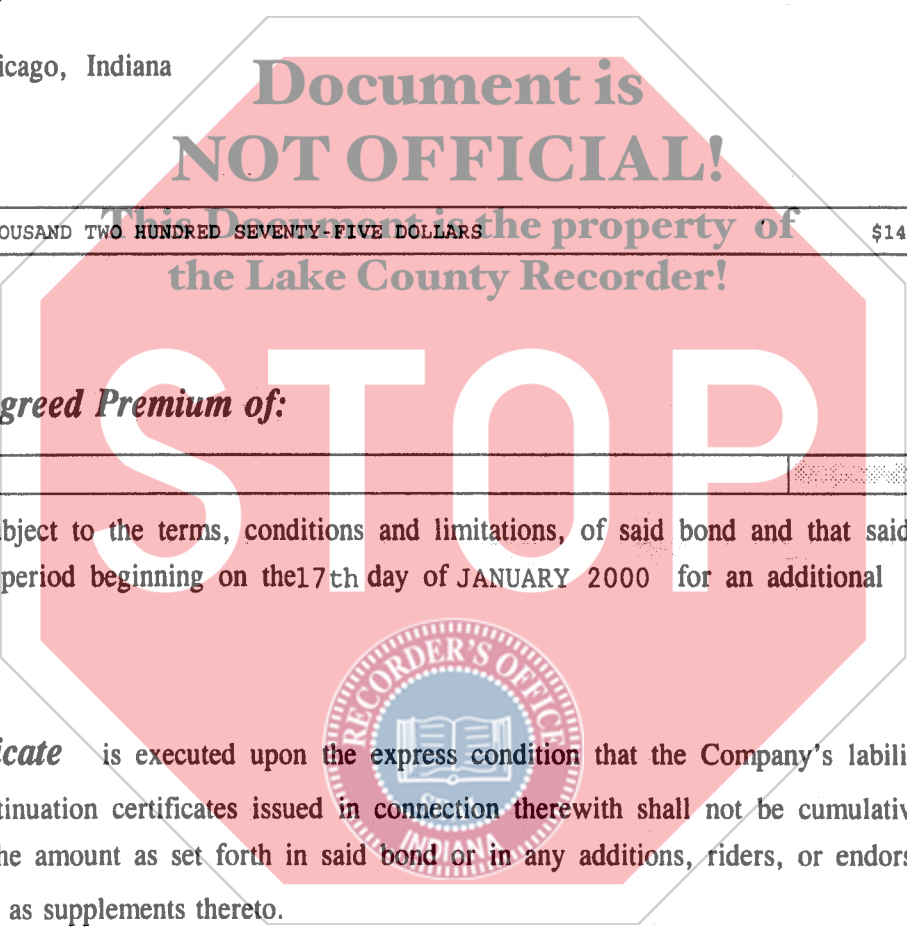 icago, Indiana
Document is
NOT OFFICIAL!
This Document is the property of
the Lake County Recorder!
OUSAND TWO HUNDRED SEVENTY-FIVE DOLLARS $14
STOP
greed Premium of:
bject to the terms, conditions and limitations, of said bond and that said
period beginning on the17th day of JANUARY 2000 for an additional
RECORDER'S OFFICE
INDIANA
icate is executed upon the express condition that the Company's labili
tinuation certificates issued in connection therewith shall not be cumulativ
he amount as set forth in said bond or in any additions, riders, or endors
as supplements thereto.